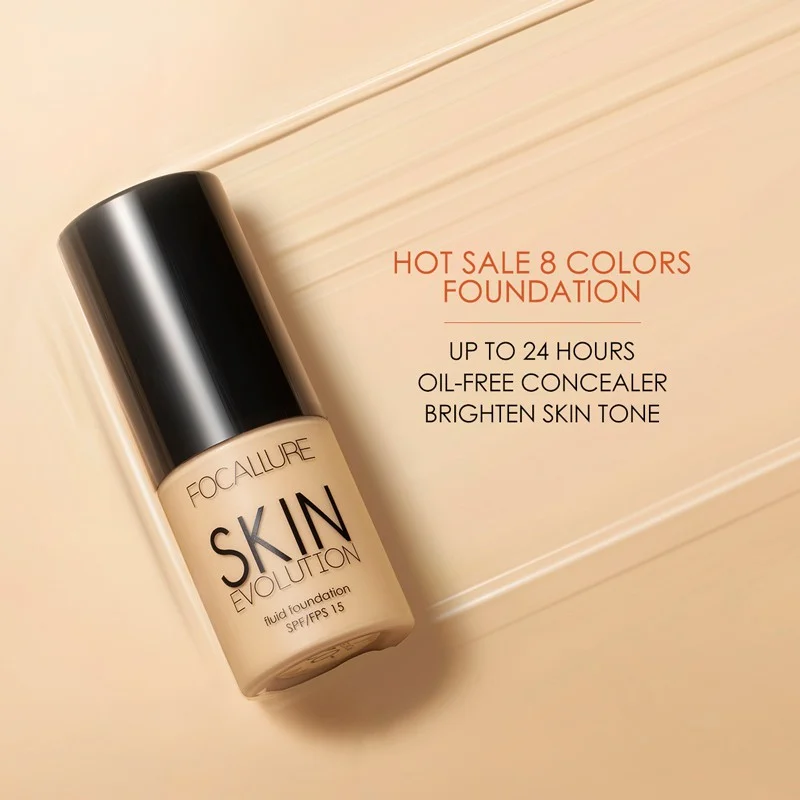 HOT SALE 8 COLORS
FOUNDATION
UP TO 24 HOURS
OIL-FREE CONCEALER
BRIGHTEN SKIN TONE
FOCALLURE
SKIN
EVOLUTION
fluid foundation
SPF/FPS 15